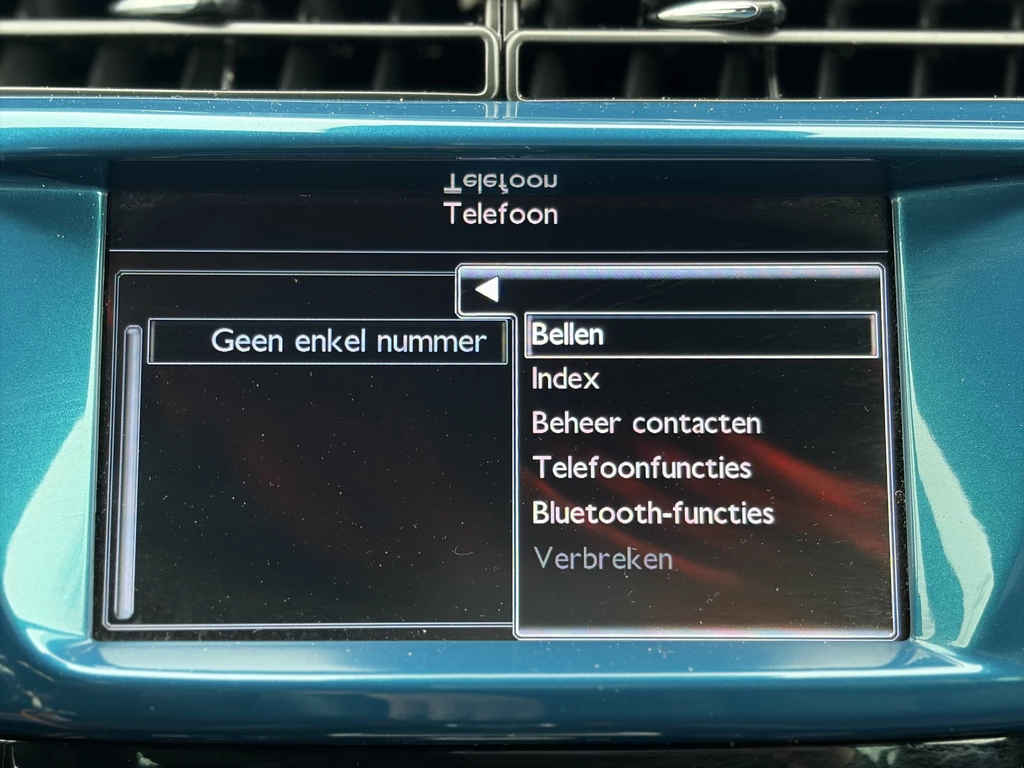 Telefoon
Telefoon
Geen enkel nummer
Bellen
Index
Beheer contacten
Telefoonfuncties
Bluetooth-functies
Verbreken